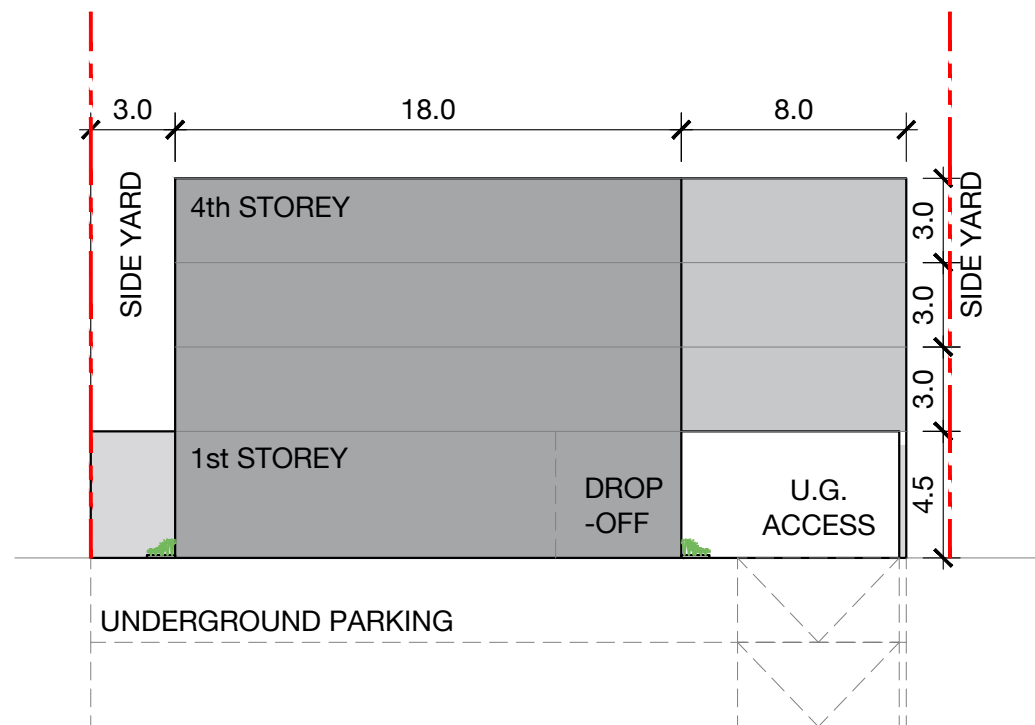 3.0
18.0
8.0
SIDE YARD
4th STOREY
3.0
SIDE YARD
3.0
3.0
1st STOREY
DROP
-OFF
U.G.
ACCESS
4.5
UNDERGROUND PARKING